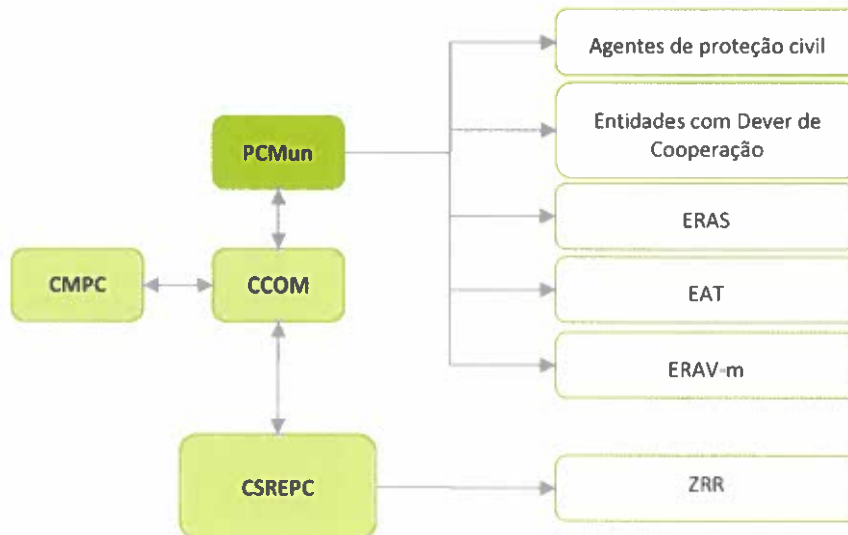 Agentes de proteção civil
Entidades com Dever de
Cooperação
PCMun
ERAS
CMPC
CCOM
EAT
ERAV-m
CSREPC
ZRR